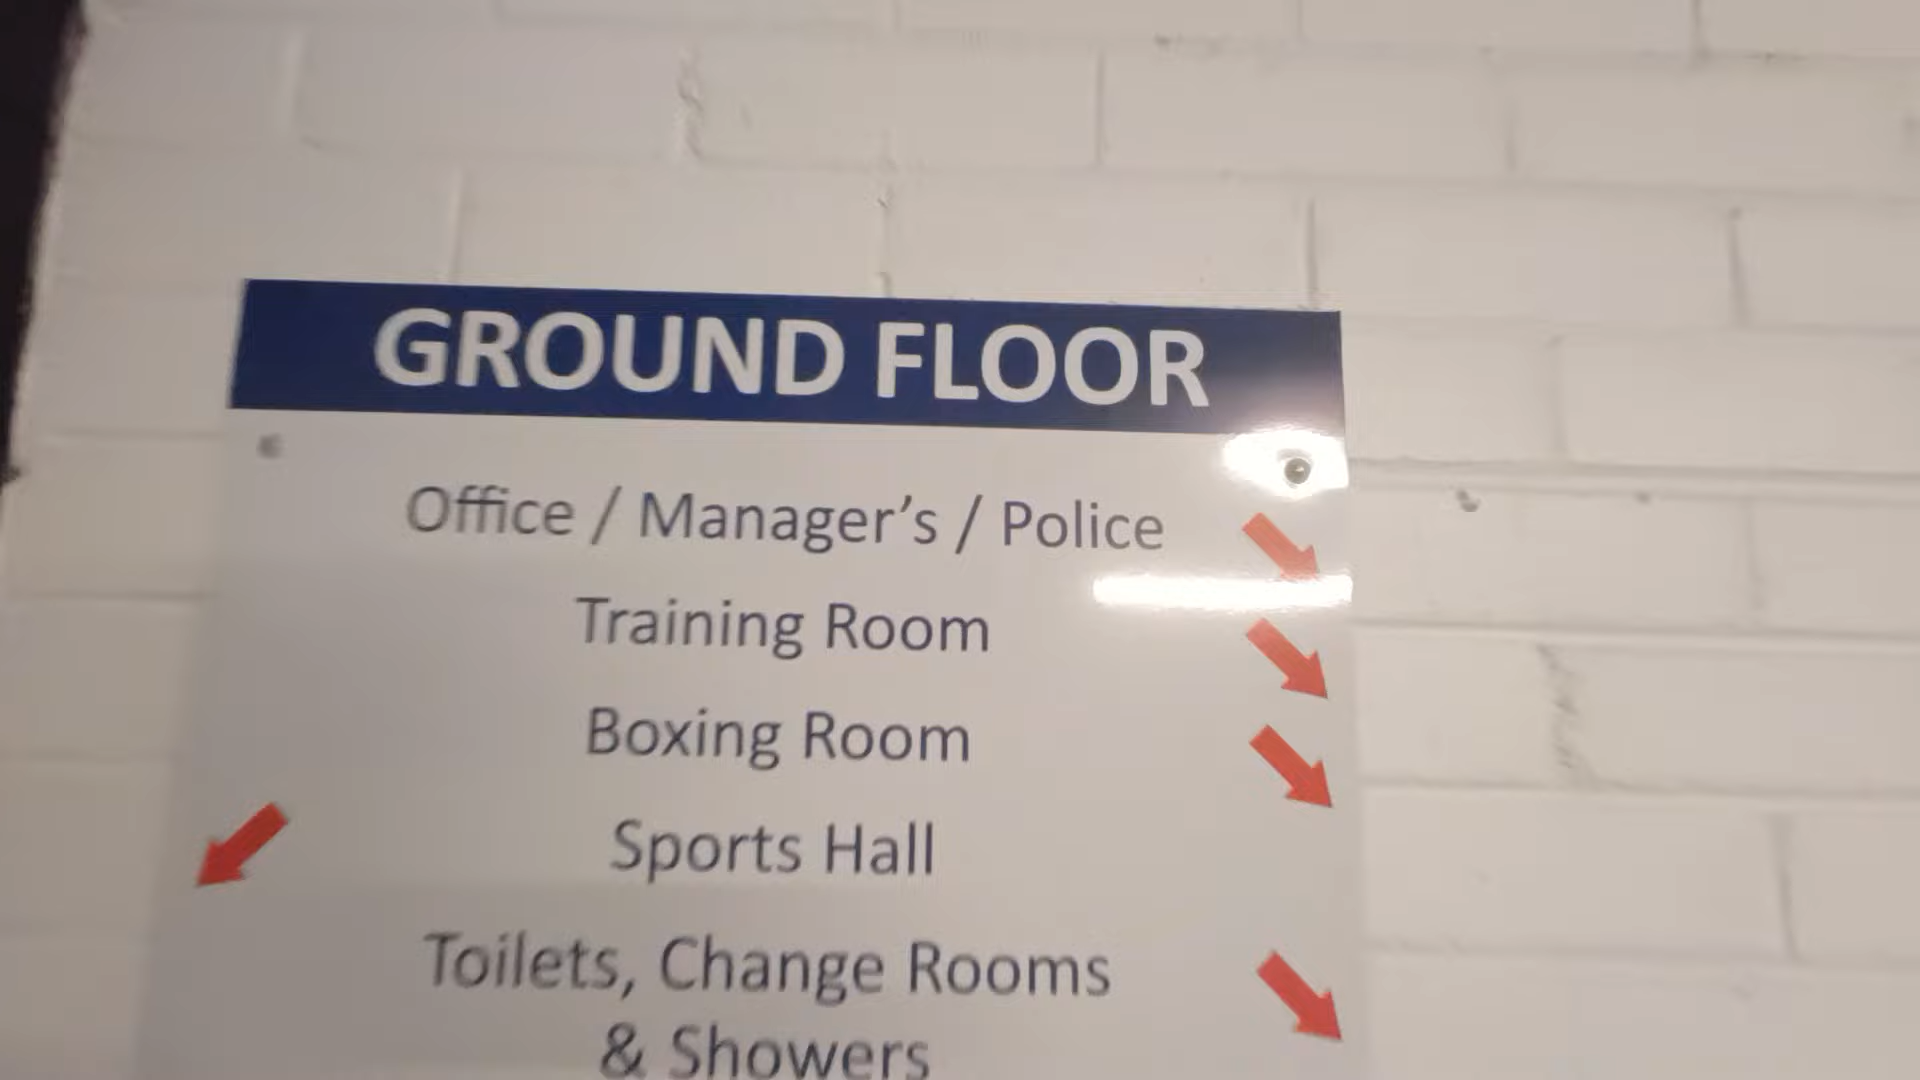 GROUND FLOOR
Office / Manager's / Police
Training Room
Boxing Room
Sports Hall
Toilets, Change Rooms
& Showers